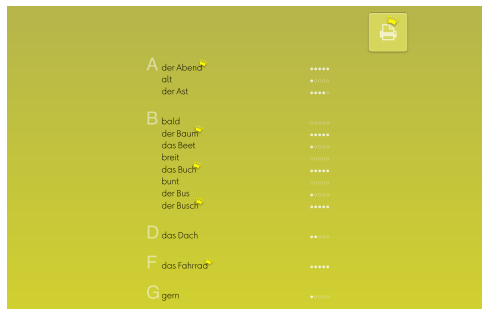 A der Abend
alt
der Ast
B bald
der Baum
das Beet
breit
das Buch
bunt
der Bus
der Busch
D das Dach
F das Fahrrad
G gern